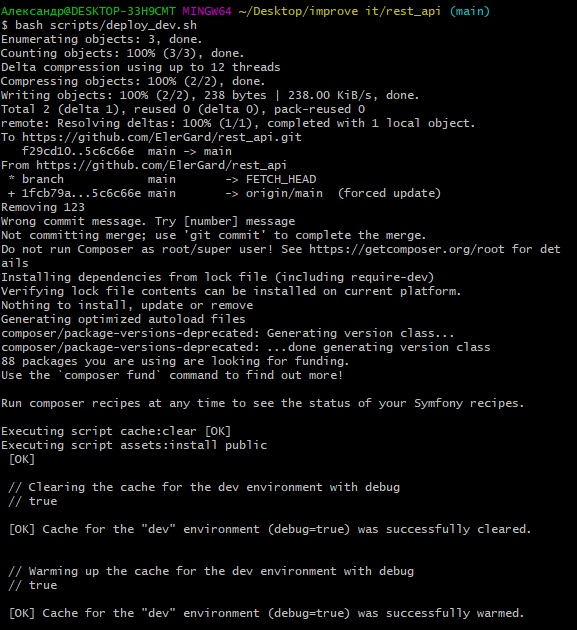 Александр@DESKTOP-33H9CMT MINGW64 ~/Desktop/improve it/rest_api (main)
$ bash scripts/deploy_dev.sh
Enumerating objects: 3, done.
Counting objects: 100% (3/3), done.
Delta compression using up to 12 threads
Compressing objects: 100% (2/2), done.
Writing objects: 100% (2/2), 238 bytes | 238.00 KiB/s, done.
Total 2 (delta 1), reused 0 (delta 0), pack-reused 0
remote: Resolving deltas: 100% (1/1), completed with 1 local object.
To https://github.com/ElerGard/rest_api.git
   f29cd10..5c6c66e  main -> main
From https://github.com/ElerGard/rest_api
 * branch            main       -> FETCH_HEAD
 + 1fcb79a...5c6c66e main       -> origin/main  (forced update)
Removing 123
Wrong commit message. Try [number] message
Not committing merge; use 'git commit' to complete the merge.
Do not run Composer as root/super user! See https://getcomposer.org/root for det
ails
Installing dependencies from lock file (including require-dev)
Verifying lock file contents can be installed on current platform.
Nothing to install, update or remove
Generating optimized autoload files
composer/package-versions-deprecated: Generating version class...
composer/package-versions-deprecated: ...done generating version class
88 packages you are using are looking for funding.
Use the `composer fund` command to find out more!

Run composer recipes at any time to see the status of your Symfony recipes.

Executing script cache:clear [OK]
Executing script assets:install public
 [OK]

 // Clearing the cache for the dev environment with debug
 // true

 [OK] Cache for the "dev" environment (debug=true) was successfully cleared.


 // Warming up the cache for the dev environment with debug
 // true

 [OK] Cache for the "dev" environment (debug=true) was successfully warmed.